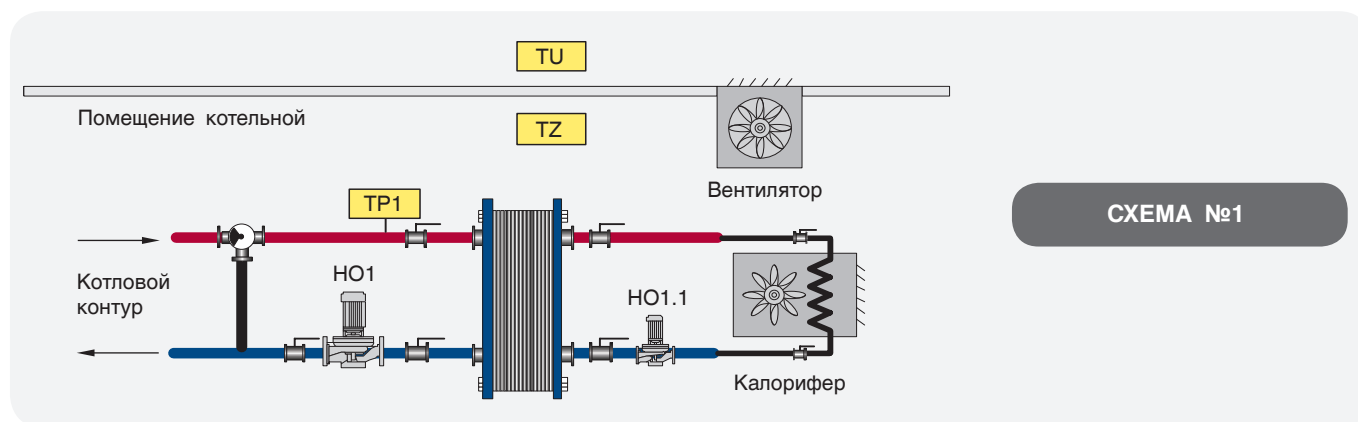 TU
Помещение котельной
TZ
Вентилятор
TP1
СХЕМА №1
Котловой
контур
НО1
НО1.1
Калорифер